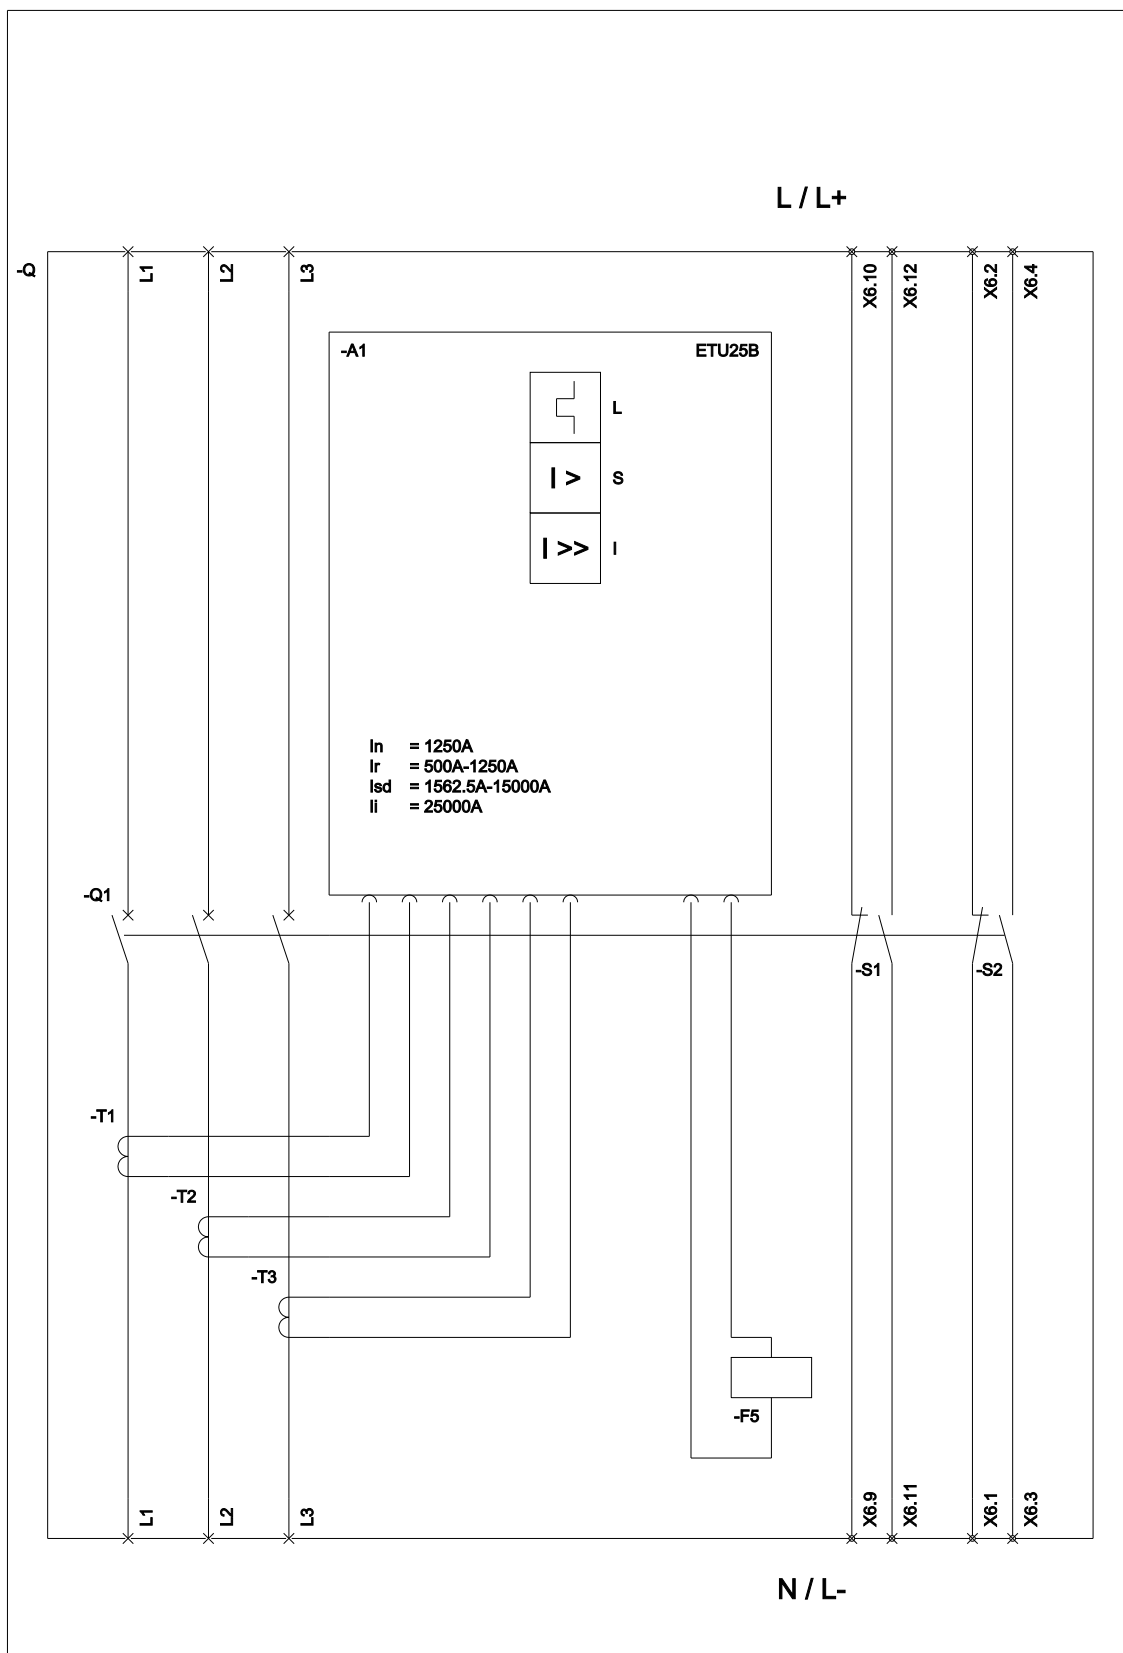 L / L+
-Q
L1
L2
L3
X6.10
X6.12
X6.2
X6.4
-A1 ETU25B
L
I > S
I >> I
In = 1250A
Ir = 500A-1250A
Isd = 1562.5A-15000A
Ii = 25000A
-Q1
-S1
-S2
-T1
-T2
-T3
-F5
L1
L2
L3
X6.9
X6.11
X6.1
X6.3
N / L-